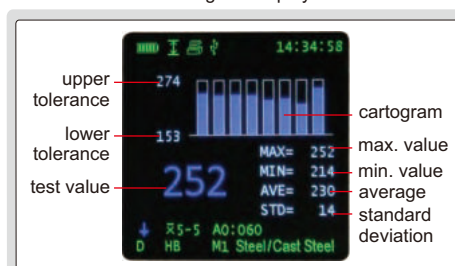 14:34:58
upper tolerance
274
cartogram
lower tolerance
153
MAX= 252
max. value
test value
252
MIN= 214
min. value
AVE= 230
average
STD= 14
standard deviation
x̅5-5 A0:060
D HB M1 Steel/Cast Steel